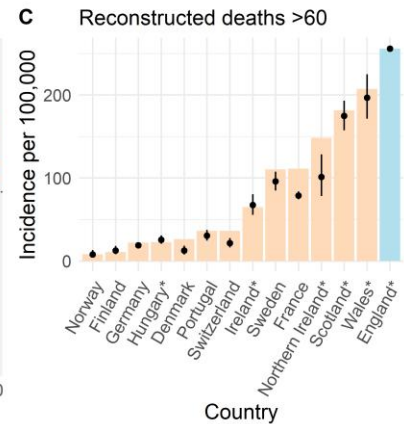 C Reconstructed deaths >60
Incidence per 100,000
200
100
0
Norway
Finland
Germany
Hungary*
Denmark
Portugal
Switzerland
Ireland*
Sweden
France
Northern Ireland*
Scotland*
Wales*
England*
Country